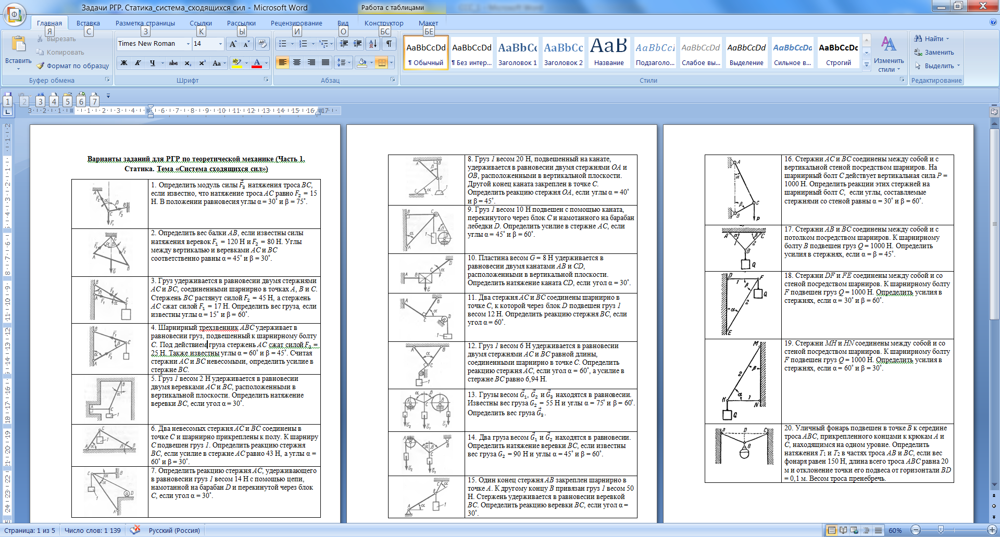 Задачи РГР. Статика_система_сходящихся сил - Microsoft Word
Работа с таблицами
Главная Вставка Разметка страницы Ссылки Рассылки Рецензирование Вид Конструктор Макет
Я С З К Ы И О БС БЕ
Вставить
Вырезать
Копировать
Формат по образцу
Буфер обмена
Times New Roman 14
Ж К Ч abc x₂ x² Aa
Шрифт
Абзац
AaBbCcDd AaBbCcDd AaBbCc AaBbCc АаВ AaBbCcI AaBbCcDd AaBbCcDd AaBbCcDd AaBbCcDc
¶ Обычный ¶ Без интер... Заголовок 1 Заголовок 2 Название Подзаголо... Слабое вы... Выделение Сильное в... Строгий
Стили
Изменить стили
Найти
Заменить
Выделить
Редактирование
1 2 3 4 5 6 7
Варианты заданий для РГР по теоретической механике (Часть 1.
Статика. Тема «Система сходящихся сил»)
1. Определить модуль силы F⃗₃ натяжения троса BC,
если известно, что натяжение троса AC равно F₂ = 15
Н. В положении равновесия углы α = 30˚ и β = 75˚.
2. Определить вес балки AB, если известны силы
натяжения веревок F₁ = 120 Н и F₂ = 80 Н. Углы
между вертикалью и веревками AC и BC
соответственно равны α = 45˚ и β = 30˚.
3. Груз удерживается в равновесии двумя стержнями
AC и BC, соединенными шарнирно в точках A, B и C.
Стержень BC растянут силой F₂ = 45 Н, а стержень
AC сжат силой F₁ = 17 Н. Определить вес груза, если
известны углы α = 15˚ и β = 60˚.
4. Шарнирный трехзвенник ABC удерживает в
равновесии груз, подвешенный к шарнирному болту
C. Под действием груза стержень AC сжат силой F₂ =
25 Н. Также известны углы α = 60˚ и β = 45˚. Считая
стержни AC и BC невесомыми, определить усилие в
стержне BC.
5. Груз 1 весом 2 Н удерживается в равновесии
двумя веревками AC и BC, расположенными в
вертикальной плоскости. Определить натяжение
веревки BC, если угол α = 30˚.
6. Два невесомых стержня AC и BC соединены в
точке C и шарнирно прикреплены к полу. К шарниру
C подвешен груз 1. Определить реакцию стержня
BC, если усилие в стержне AC равно 43 Н, а углы α =
60˚ и β = 30˚.
7. Определить реакцию стержня AC, удерживающего
в равновесии груз 1 весом 14 Н с помощью цепи,
намотанной на барабан D и перекинутой через блок
C, если угол α = 30˚.
8. Груз 1 весом 20 Н, подвешенный на канате,
удерживается в равновесии двумя стержнями OA и
OB, расположенными в вертикальной плоскости.
Другой конец каната закреплен в точке C.
Определить реакцию стержня OA, если углы α = 40˚
и β = 45˚.
9. Груз 1 весом 10 Н подвешен с помощью каната,
перекинутого через блок C и намотанного на барабан
лебедки D. Определить усилие в стержне AC, если
углы α = 45˚ и β = 60˚.
10. Пластина весом G = 8 Н удерживается в
равновесии двумя канатами AB и CD,
расположенными в вертикальной плоскости.
Определить натяжение каната CD, если угол α = 30˚.
11. Два стержня AC и BC соединены шарнирно в
точке C, к которой через блок D подвешен груз 1
весом 12 Н. Определить реакцию стержня BC, если
угол α = 60˚.
12. Груз 1 весом 6 Н удерживается в равновесии
двумя стержнями AC и BC равной длины,
соединенными шарнирно в точке C. Определить
реакцию стержня AC, если угол α = 60˚, а усилие в
стержне BC равно 6,94 Н.
13. Грузы весом G⃗₁, G⃗₂ и G⃗₃ находятся в равновесии.
Известны вес груза G₂ = 55 Н и углы α = 75˚ и β = 60˚.
Определить вес груза G⃗₃.
14. Два груза весом G⃗₁ и G⃗₂ находятся в равновесии.
Определить натяжение веревки BC, если известны
вес груза G₂ = 90 Н и углы α = 45˚ и β = 60˚.
15. Один конец стержня AB закреплен шарнирно в
точке A. К другому концу B привязан груз 1 весом 50
Н. Стержень удерживается в равновесии веревкой
BC. Определить реакцию веревки BC, если угол α =
30˚.
16. Стержни AC и BC соединены между собой и с
вертикальной стеной посредством шарниров. На
шарнирный болт C действует вертикальная сила P =
1000 Н. Определить реакции этих стержней на
шарнирный болт C, если углы, составляемые
стержнями со стеной равны α = 30˚ и β = 60˚.
17. Стержни AB и BC соединены между собой и с
потолком посредством шарниров. К шарнирному
болту B подвешен груз Q = 1000 Н. Определить
усилия в стержнях, если α = β = 45˚.
18. Стержни DF и FE соединены между собой и со
стеной посредством шарниров. К шарнирному болту
F подвешен груз Q = 1000 Н. Определить усилия в
стержнях, если α = 30˚ и β = 60˚.
19. Стержни MH и HN соединены между собой и со
стеной посредством шарниров. К шарнирному болту
F подвешен груз Q = 1000 Н. Определить усилия в
стержнях, если α = 60˚ и β = 30˚.
20. Уличный фонарь подвешен в точке B к середине
троса ABC, прикрепленного концами к крюкам A и
C, находящимся на одном уровне. Определить
натяжения T₁ и T₂ в частях троса AB и BC, если вес
фонаря равен 150 Н, длина всего троса ABC равна 20
м и отклонение точки его подвеса от горизонтали BD
= 0,1 м. Весом троса пренебречь.
Страница: 1 из 5 Число слов: 1 139 Русский (Россия) 60%